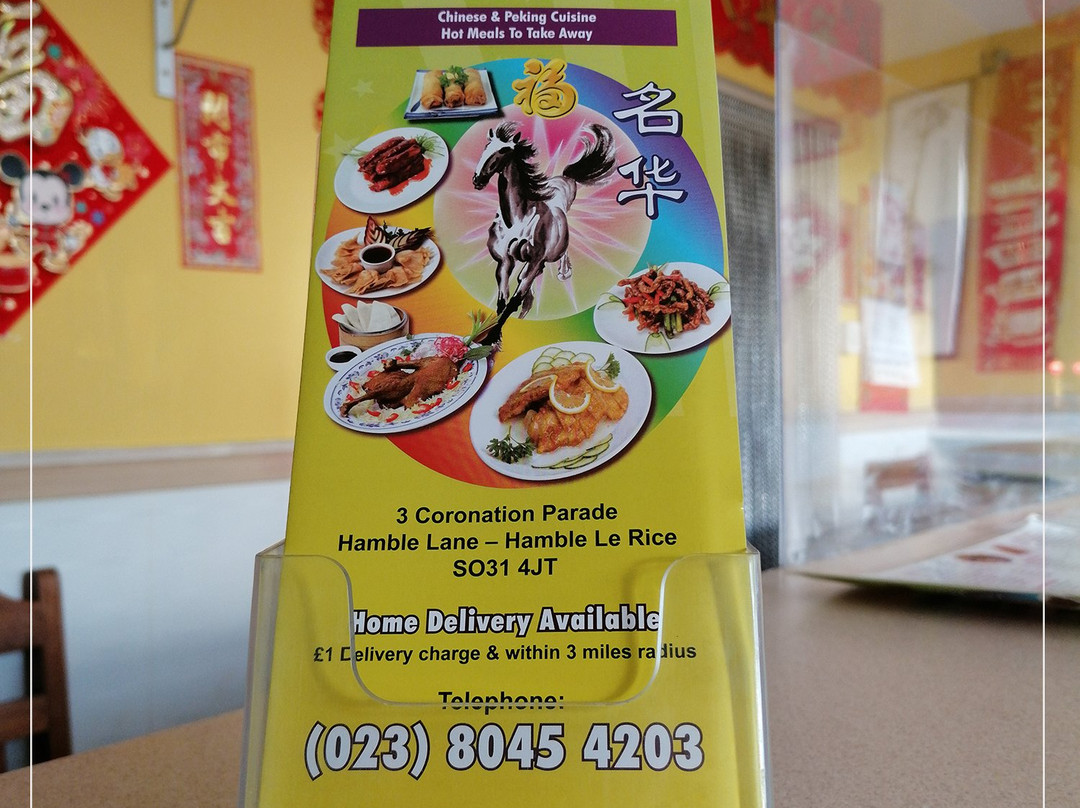 Chinese & Peking Cuisine
Hot Meals To Take Away
福
名
华
3 Coronation Parade
Hamble Lane – Hamble Le Rice
SO31 4JT
Home Delivery Available
£1 Delivery charge & within 3 miles radius
Telephone:
(023) 8045 4203